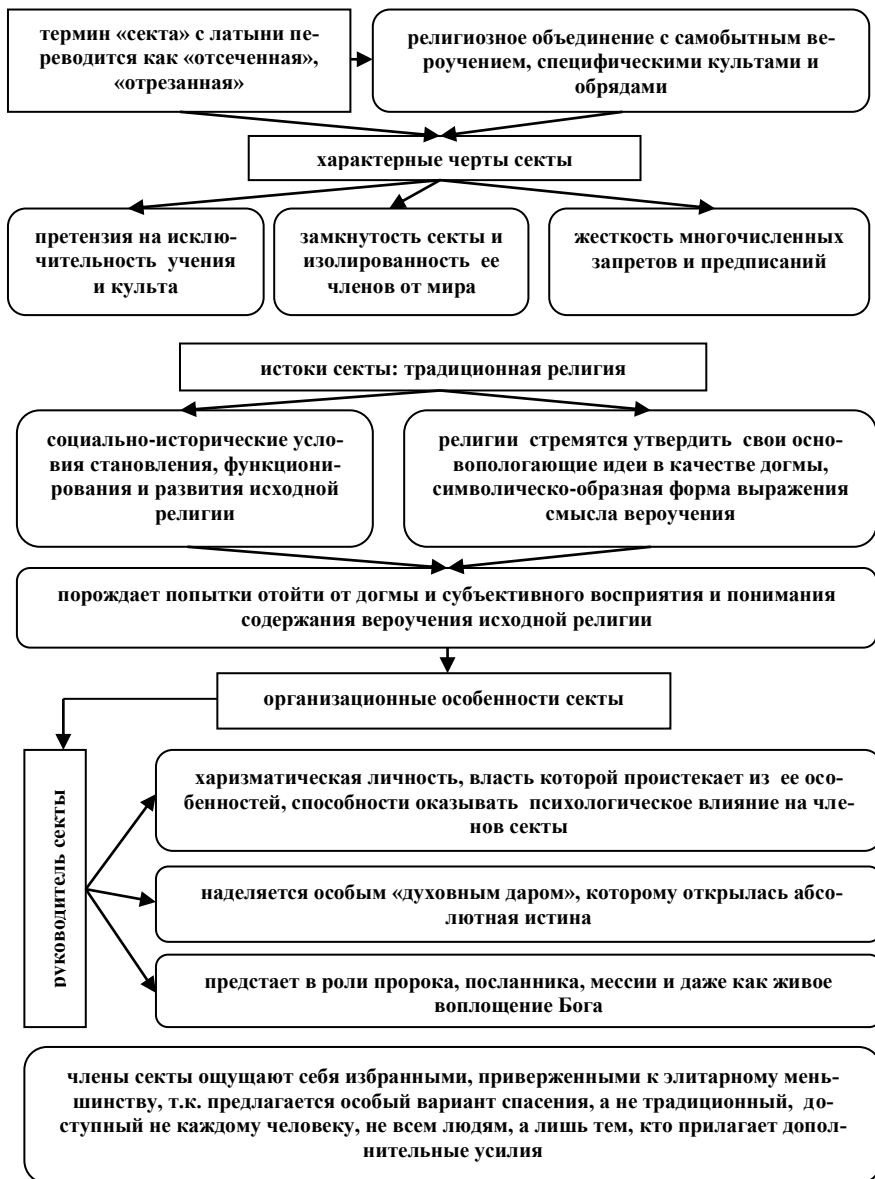 термин «секта» с латыни пе-
реводится как «отсеченная»,
«отрезанная»
религиозное объединение с самобытным ве-
роучением, специфическими культами и
обрядами
характерные черты секты
претензия на исклю-
чительность учения
и культа
замкнутость секты и
изолированность ее
членов от мира
жесткость многочисленных
запретов и предписаний
истоки секты: традиционная религия
социально-исторические усло-
вия становления, функциони-
рования и развития исходной
религии
религии стремятся утвердить свои осно-
вопологающие идеи в качестве догмы,
символическо-образная форма выражения
смысла вероучения
порождает попытки отойти от догмы и субъективного восприятия и понимания
содержания вероучения исходной религии
организационные особенности секты
руководитель секты
харизматическая личность, власть которой проистекает из ее осо-
бенностей, способности оказывать психологическое влияние на чле-
нов секты
наделяется особым «духовным даром», которому открылась абсо-
лютная истина
предстает в роли пророка, посланника, мессии и даже как живое
воплощение Бога
члены секты ощущают себя избранными, приверженными к элитарному мень-
шинству, т.к. предлагается особый вариант спасения, а не традиционный, до-
ступный не каждому человеку, не всем людям, а лишь тем, кто прилагает допол-
нительные усилия